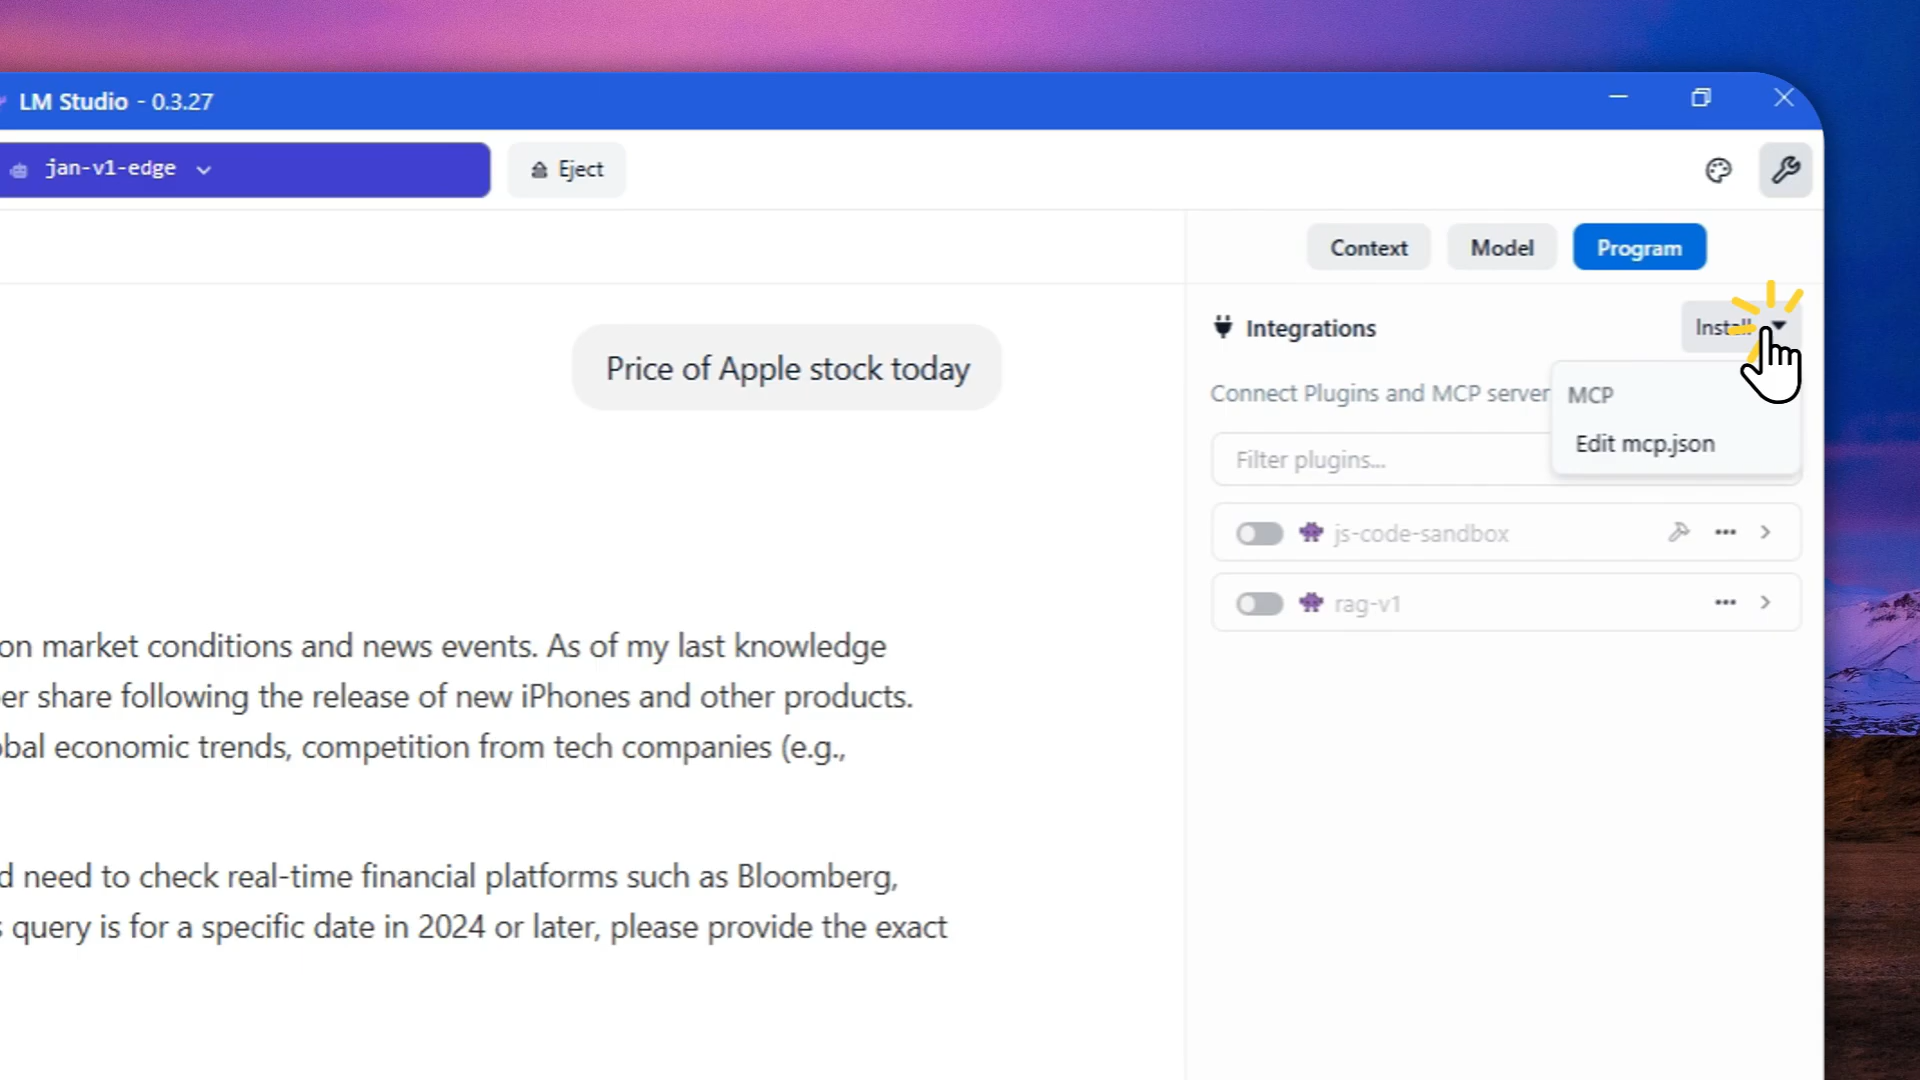 LM Studio - 0.3.27
jan-v1-edge
Eject
Context
Model
Program
Integrations
Install
Connect Plugins and MCP server
MCP
Edit mcp.json
Filter plugins...
js-code-sandbox
rag-v1
Price of Apple stock today
on market conditions and news events. As of my last knowledge
er share following the release of new iPhones and other products.
bal economic trends, competition from tech companies (e.g.,
d need to check real-time financial platforms such as Bloomberg,
s query is for a specific date in 2024 or later, please provide the exact